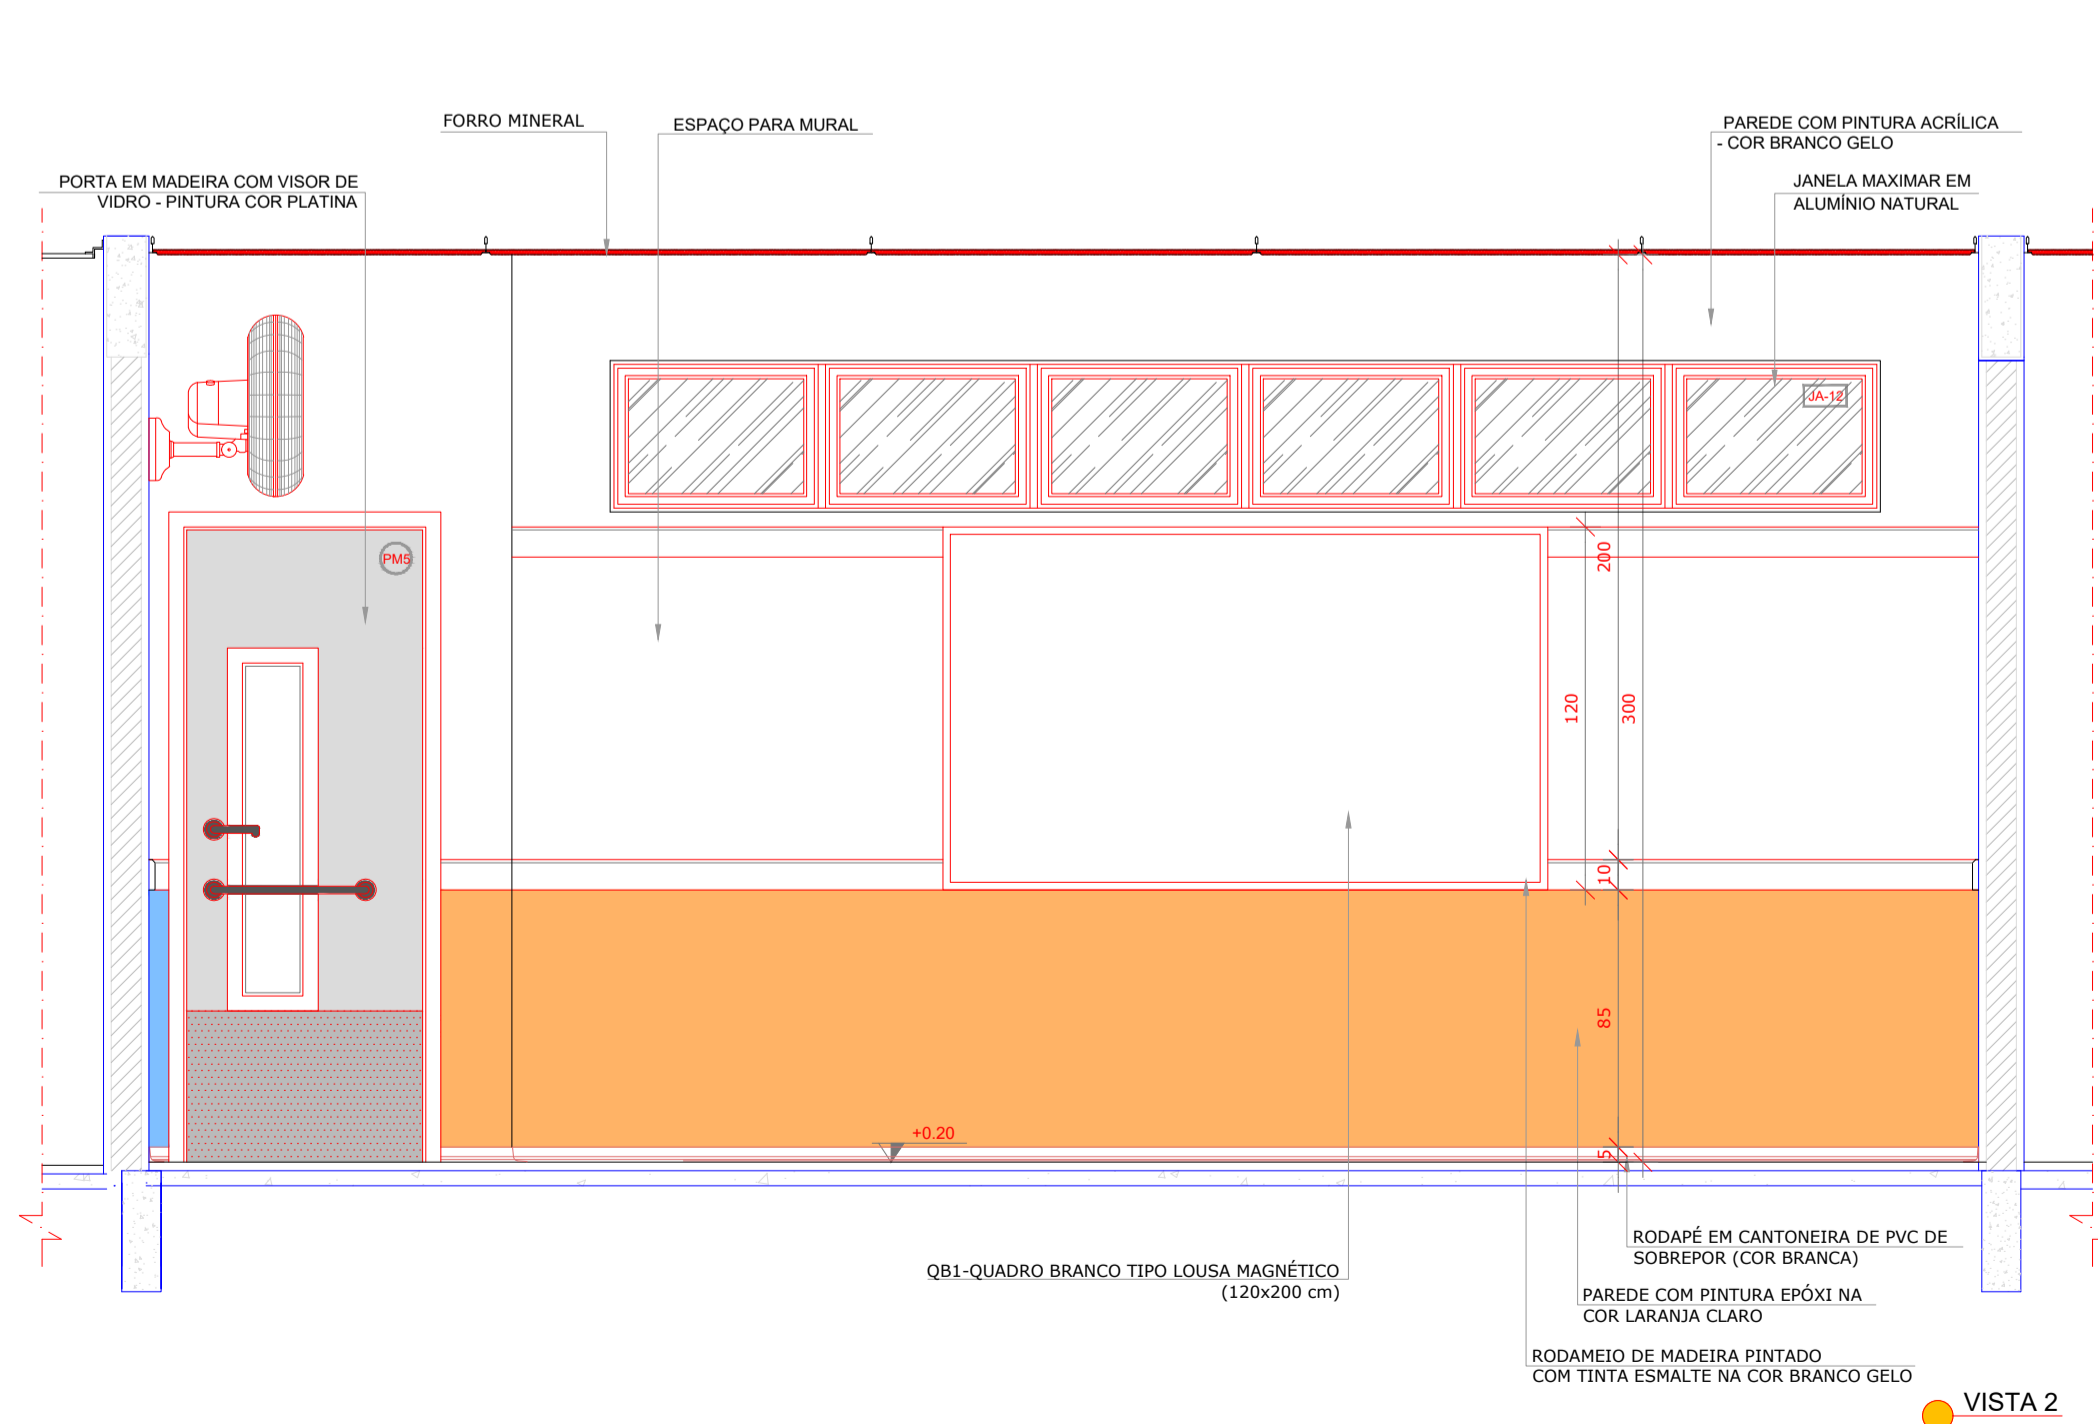 FORRO MINERAL
ESPAÇO PARA MURAL
PAREDE COM PINTURA ACRÍLICA
- COR BRANCO GELO
PORTA EM MADEIRA COM VISOR DE
VIDRO - PINTURA COR PLATINA
JANELA MAXIMAR EM
ALUMÍNIO NATURAL
JA-12
PM5
200
120
300
10
85
+0.20
5
RODAPÉ EM CANTONEIRA DE PVC DE
SOBREPOR (COR BRANCA)
QB1-QUADRO BRANCO TIPO LOUSA MAGNÉTICO
(120x200 cm)
PAREDE COM PINTURA EPÓXI NA
COR LARANJA CLARO
RODAMEIO DE MADEIRA PINTADO
COM TINTA ESMALTE NA COR BRANCO GELO
VISTA 2